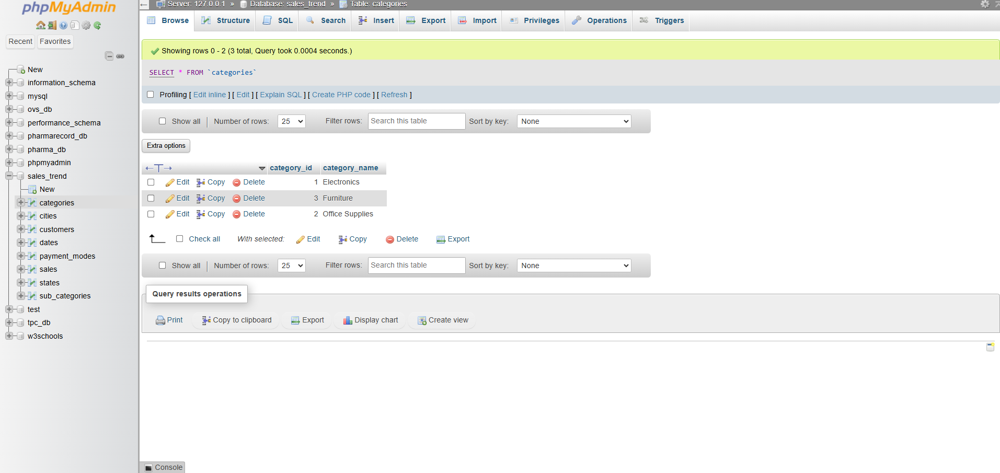 phpMyAdmin
Recent Favorites
New
information_schema
mysql
ovs_db
performance_schema
pharmarecord_db
pharma_db
phpmyadmin
sales_trend
New
categories
cities
customers
dates
payment_modes
sales
states
sub_categories
test
tpc_db
w3schools
Server: 127.0.0.1 » Database: sales_trend » Table: categories
Browse Structure SQL Search Insert Export Import Privileges Operations Triggers
Showing rows 0 - 2 (3 total, Query took 0.0004 seconds.)
SELECT * FROM `categories`
Profiling [ Edit inline ] [ Edit ] [ Explain SQL ] [ Create PHP code ] [ Refresh ]
Show all | Number of rows: 25 Filter rows: Search this table Sort by key: None
Extra options
category_id category_name
Edit Copy Delete 1 Electronics
Edit Copy Delete 3 Furniture
Edit Copy Delete 2 Office Supplies
Check all With selected: Edit Copy Delete Export
Show all | Number of rows: 25 Filter rows: Search this table Sort by key: None
Query results operations
Print Copy to clipboard Export Display chart Create view
Console